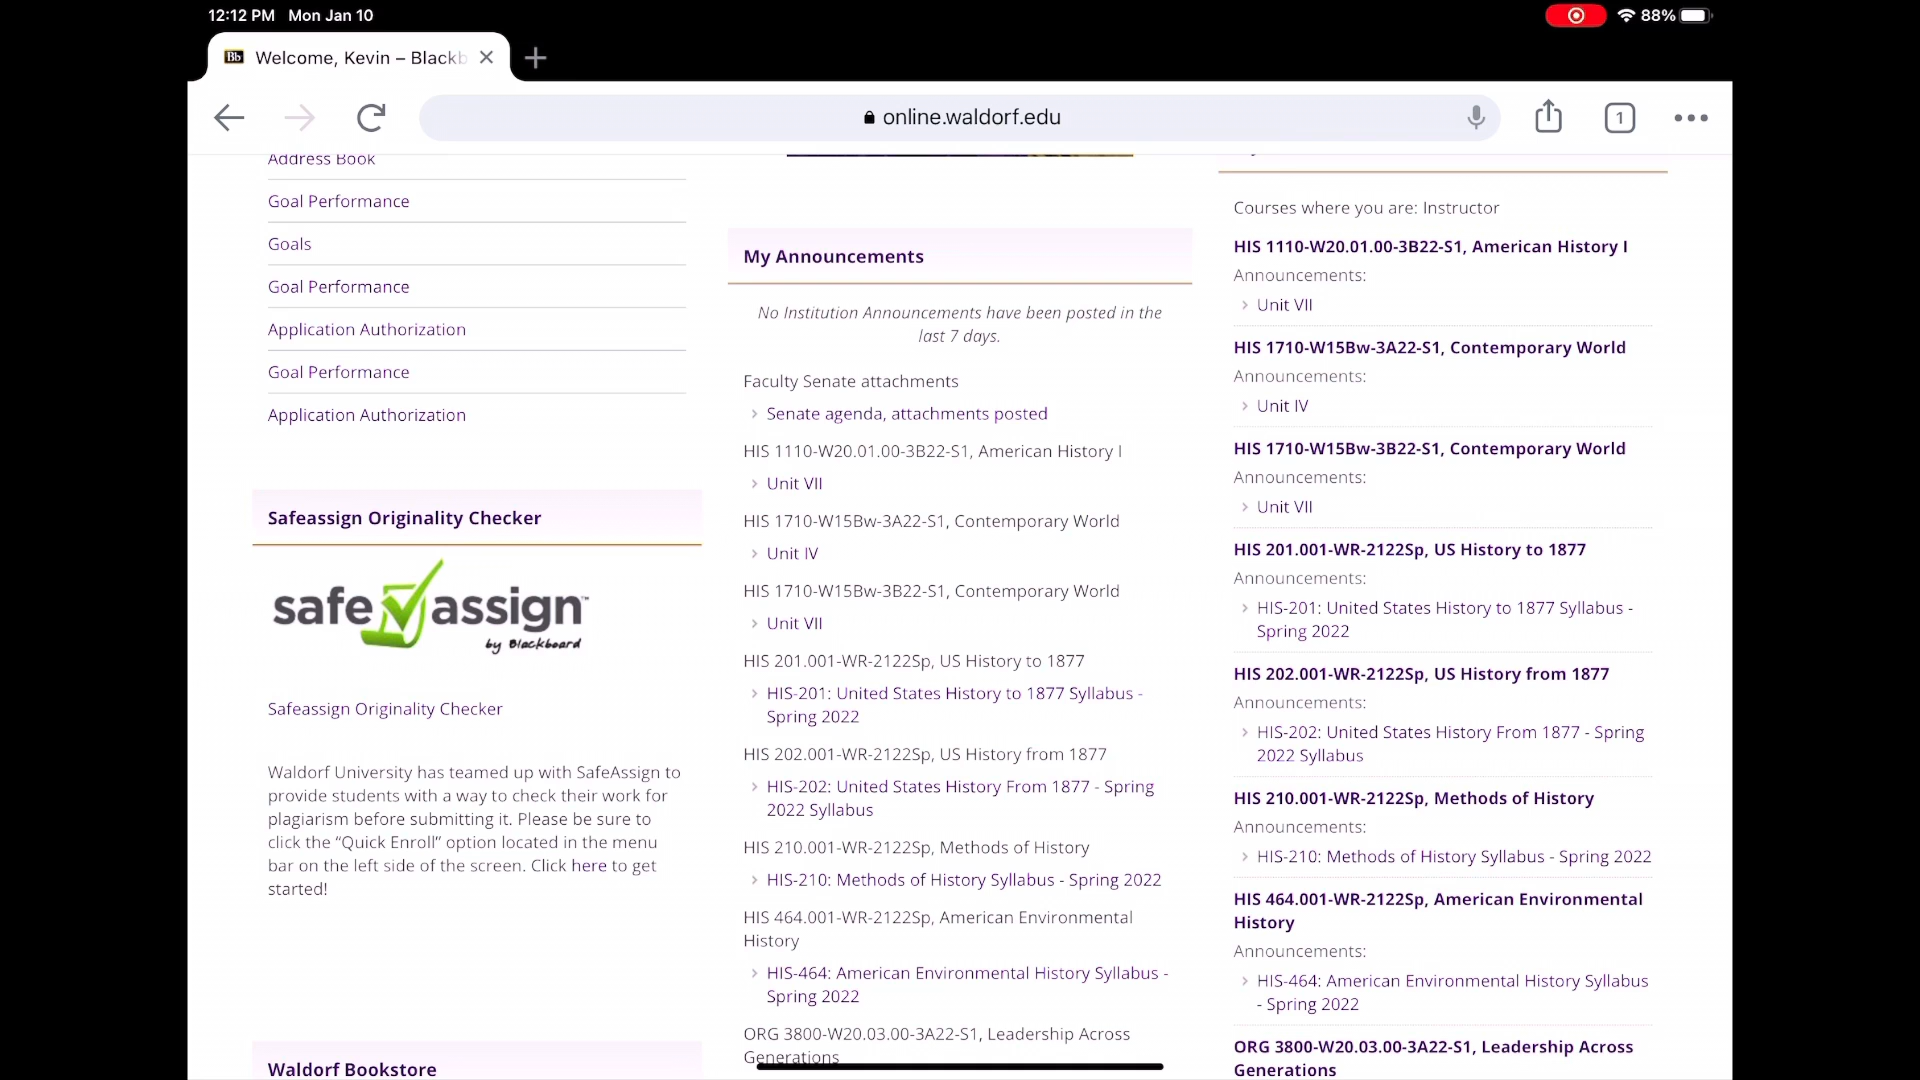 12:12 PM Mon Jan 10
88%
Bb Welcome, Kevin – Blackb
online.waldorf.edu
1
Address Book
Goal Performance
Goals
Goal Performance
Application Authorization
Goal Performance
Application Authorization
Safeassign Originality Checker
safe assign™
by Blackboard
Safeassign Originality Checker
Waldorf University has teamed up with SafeAssign to
provide students with a way to check their work for
plagiarism before submitting it. Please be sure to
click the “Quick Enroll” option located in the menu
bar on the left side of the screen. Click here to get
started!
Waldorf Bookstore
My Announcements
No Institution Announcements have been posted in the
last 7 days.
Faculty Senate attachments
Senate agenda, attachments posted
HIS 1110-W20.01.00-3B22-S1, American History I
Unit VII
HIS 1710-W15Bw-3A22-S1, Contemporary World
Unit IV
HIS 1710-W15Bw-3B22-S1, Contemporary World
Unit VII
HIS 201.001-WR-2122Sp, US History to 1877
HIS-201: United States History to 1877 Syllabus -
Spring 2022
HIS 202.001-WR-2122Sp, US History from 1877
HIS-202: United States History From 1877 - Spring
2022 Syllabus
HIS 210.001-WR-2122Sp, Methods of History
HIS-210: Methods of History Syllabus - Spring 2022
HIS 464.001-WR-2122Sp, American Environmental
History
HIS-464: American Environmental History Syllabus -
Spring 2022
ORG 3800-W20.03.00-3A22-S1, Leadership Across
Generations
Courses where you are: Instructor
HIS 1110-W20.01.00-3B22-S1, American History I
Announcements:
Unit VII
HIS 1710-W15Bw-3A22-S1, Contemporary World
Announcements:
Unit IV
HIS 1710-W15Bw-3B22-S1, Contemporary World
Announcements:
Unit VII
HIS 201.001-WR-2122Sp, US History to 1877
Announcements:
HIS-201: United States History to 1877 Syllabus -
Spring 2022
HIS 202.001-WR-2122Sp, US History from 1877
Announcements:
HIS-202: United States History From 1877 - Spring
2022 Syllabus
HIS 210.001-WR-2122Sp, Methods of History
Announcements:
HIS-210: Methods of History Syllabus - Spring 2022
HIS 464.001-WR-2122Sp, American Environmental
History
Announcements:
HIS-464: American Environmental History Syllabus
- Spring 2022
ORG 3800-W20.03.00-3A22-S1, Leadership Across
Generations